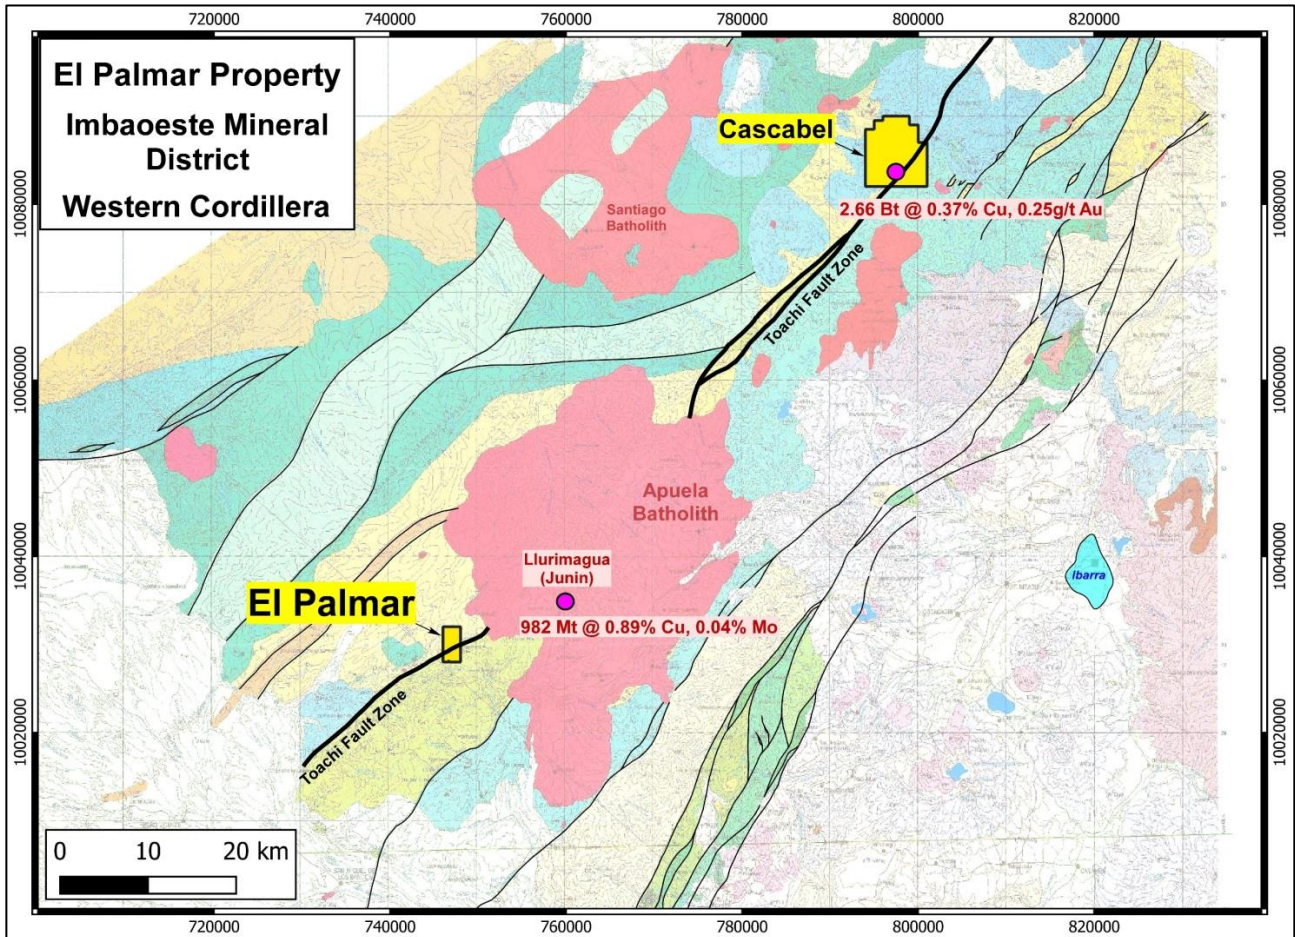 720000
740000
760000
780000
800000
820000
El Palmar Property
Imbaoeste Mineral
District
Western Cordillera
Cascabel
2.66 Bt @ 0.37% Cu, 0.25g/t Au
Santiago
Batholith
Toachi Fault Zone
Apuela
Batholith
Llurimagua
(Junin)
982 Mt @ 0.89% Cu, 0.04% Mo
El Palmar
Toachi Fault Zone
Ibarra
10080000
10060000
10040000
10020000
10080000
10060000
10040000
10020000
0 10 20 km
720000
740000
760000
780000
800000
820000